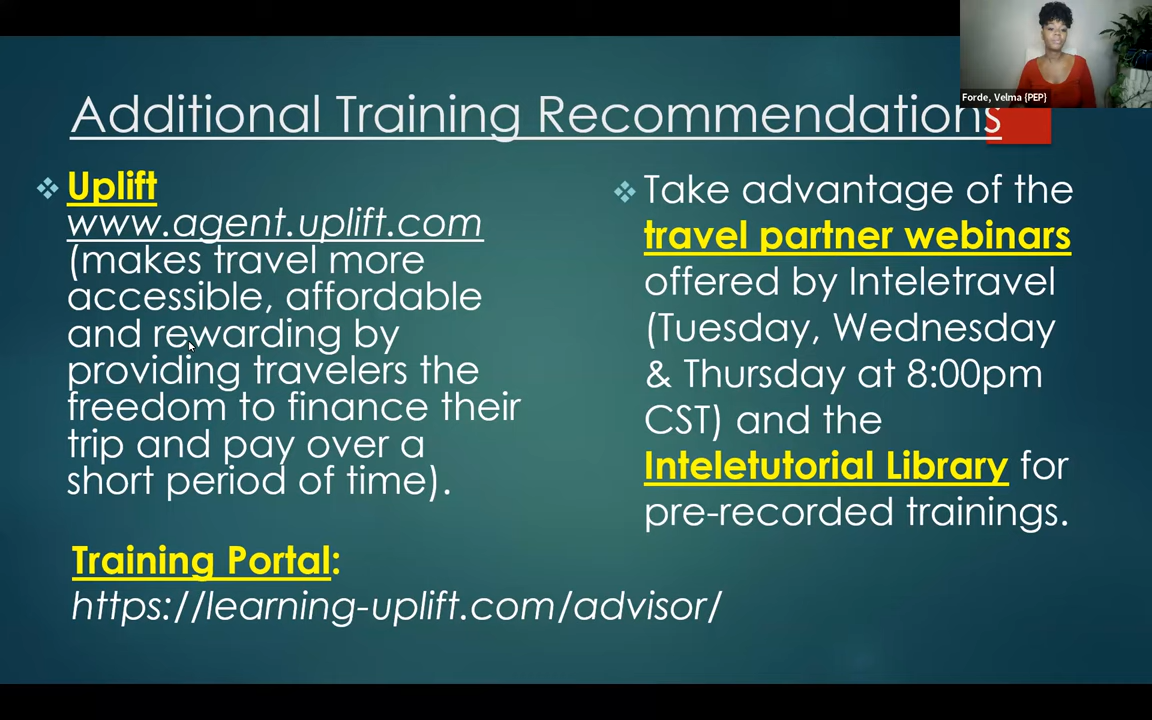 Forde, Velma {PEP}
Additional Training Recommendations
Uplift
www.agent.uplift.com
(makes travel more
accessible, affordable
and rewarding by
providing travelers the
freedom to finance their
trip and pay over a
short period of time).
Training Portal:
https://learning-uplift.com/advisor/
Take advantage of the
travel partner webinars
offered by Inteletravel
(Tuesday, Wednesday
& Thursday at 8:00pm
CST) and the
Inteletutorial Library for
pre-recorded trainings.